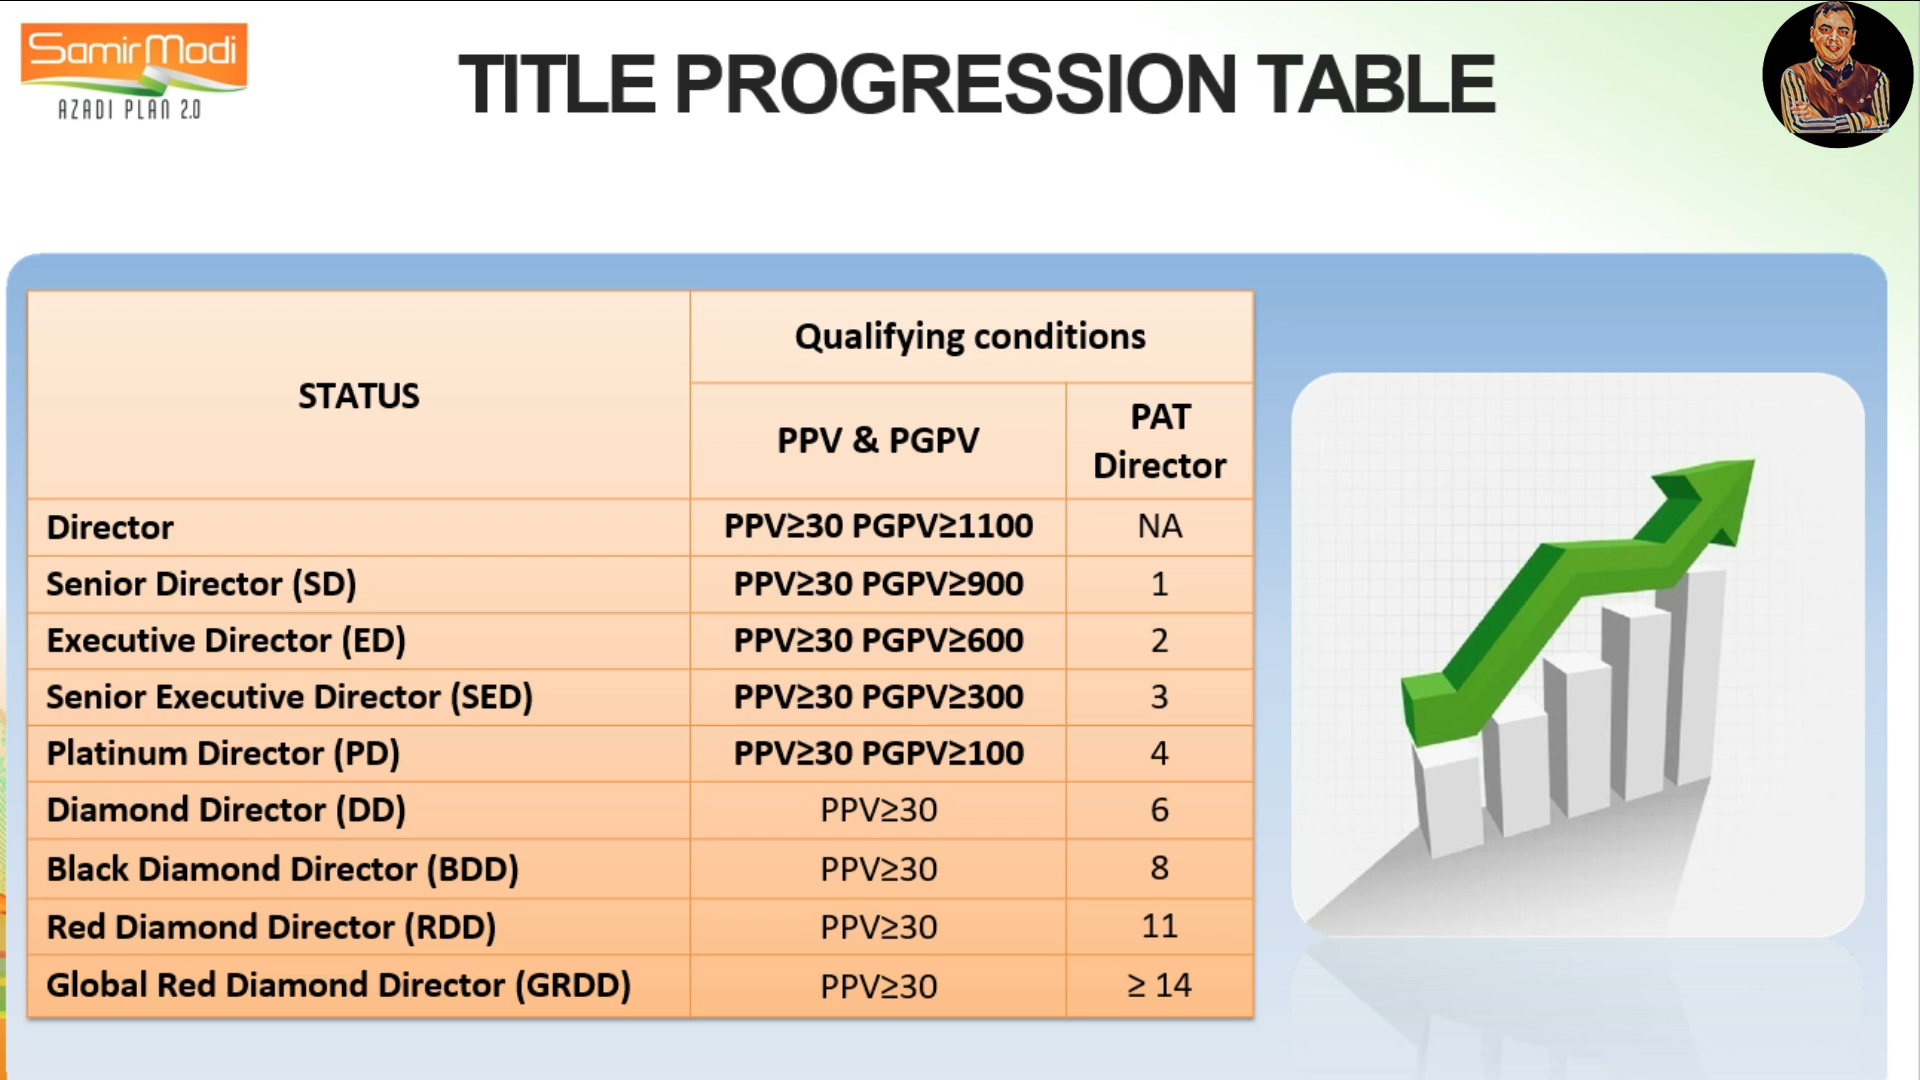 Samir Modi
AZADI PLAN 2.0
TITLE PROGRESSION TABLE
STATUS
Qualifying conditions
PPV & PGPV
PAT
Director
Director PPV≥30 PGPV≥1100 NA
Senior Director (SD) PPV≥30 PGPV≥900 1
Executive Director (ED) PPV≥30 PGPV≥600 2
Senior Executive Director (SED) PPV≥30 PGPV≥300 3
Platinum Director (PD) PPV≥30 PGPV≥100 4
Diamond Director (DD) PPV≥30 6
Black Diamond Director (BDD) PPV≥30 8
Red Diamond Director (RDD) PPV≥30 11
Global Red Diamond Director (GRDD) PPV≥30 ≥ 14